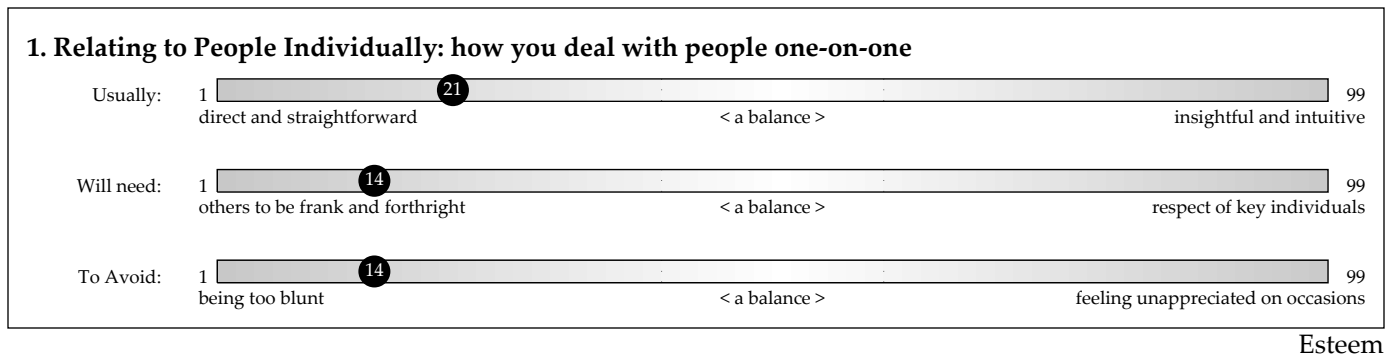 1. Relating to People Individually: how you deal with people one-on-one
Usually: 1 21 99
direct and straightforward < a balance > insightful and intuitive
Will need: 1 14 99
others to be frank and forthright < a balance > respect of key individuals
To Avoid: 1 14 99
being too blunt < a balance > feeling unappreciated on occasions
Esteem